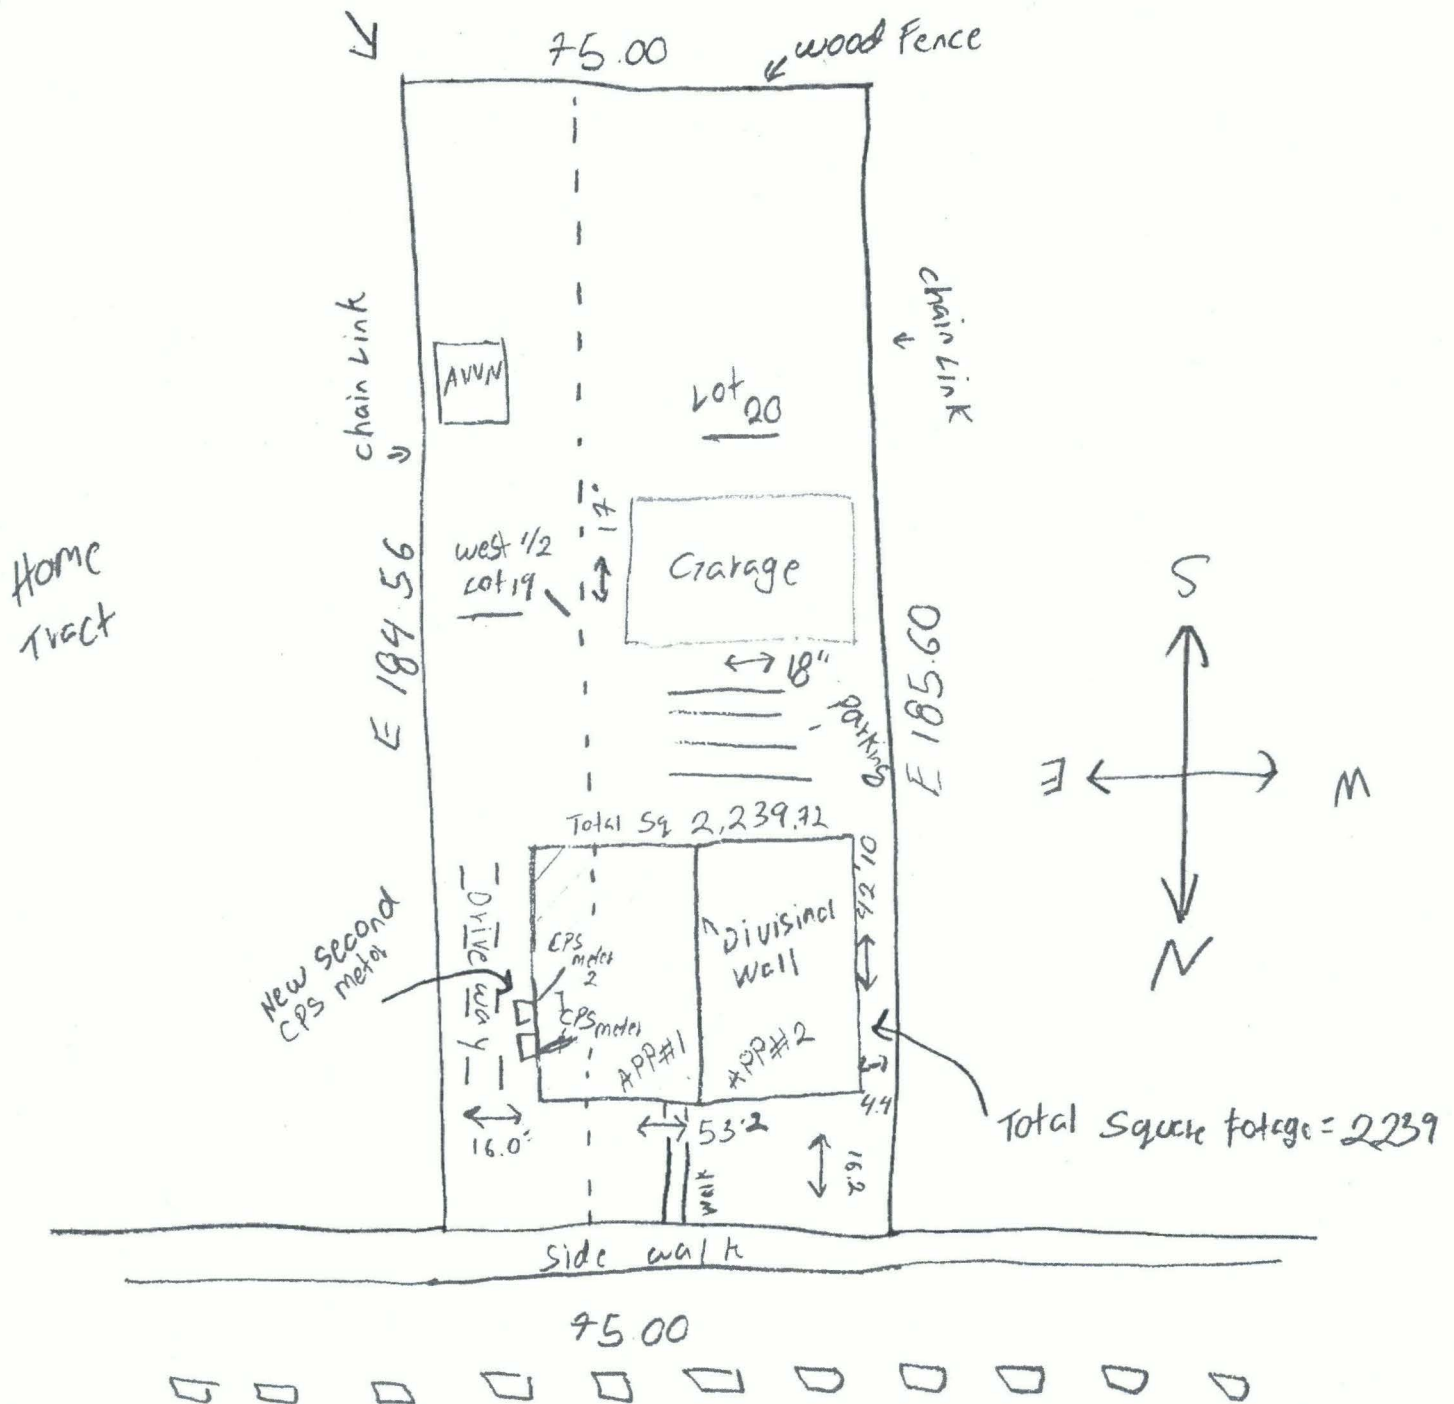 75.00
wood Fence
chain Link
chain Link
AVVN
Lot 20
17'
West 1/2
Lot 19
Garage
Home
Tract
E 184.56
E 185.60
18"
Parking
S
E
W
N
Total Sq 2,239.72
42.10
Drive way
New Second
CPS meter
CPS
meter
2
CPS meter
Divisinal
Wall
APP#1
APP#2
4.4
16.0'
53.2
Walk
16.2
Total Square fotage = 2239
Side walk
75.00